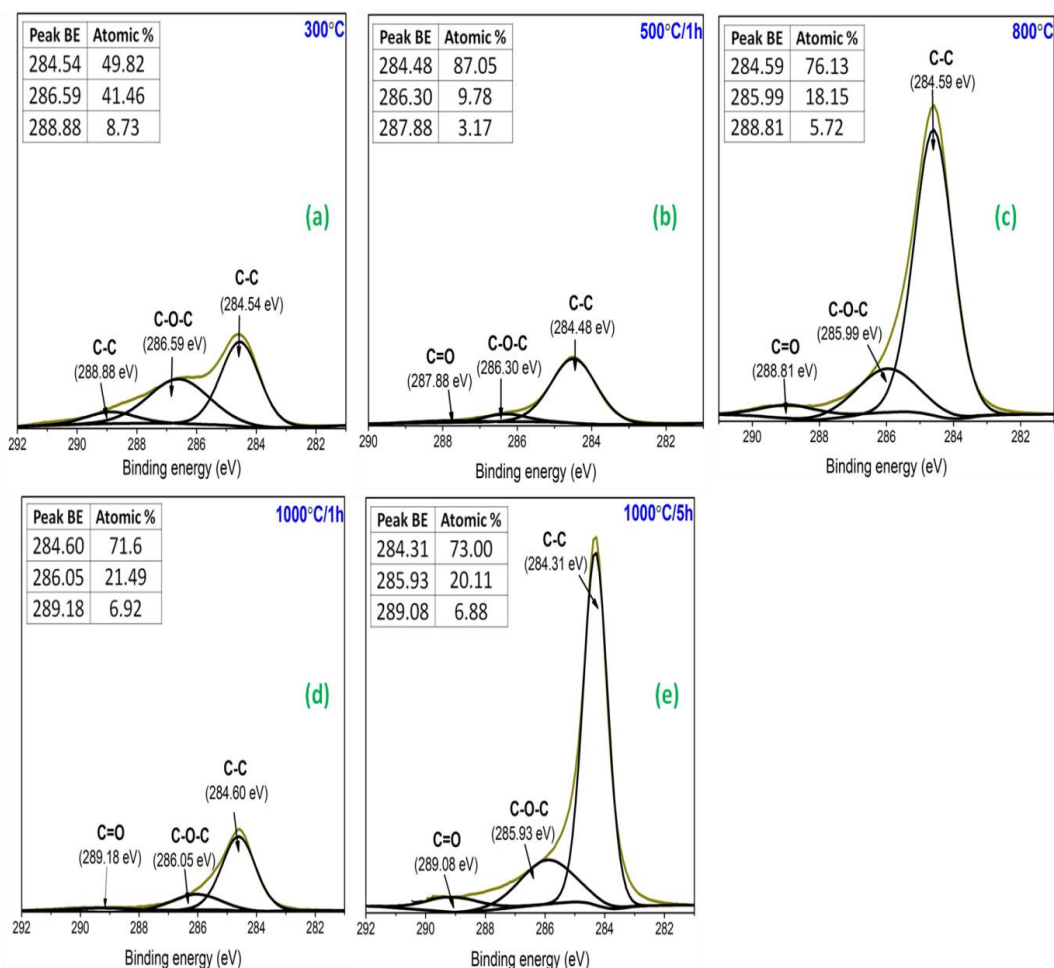 300°C
Peak BE Atomic %
284.54 49.82
286.59 41.46
288.88 8.73
(a)
C-C
(284.54 eV)
C-O-C
(286.59 eV)
C-C
(288.88 eV)
292 290 288 286 284 282
Binding energy (eV)
500°C/1h
Peak BE Atomic %
284.48 87.05
286.30 9.78
287.88 3.17
(b)
C-C
(284.48 eV)
C-O-C
(286.30 eV)
C=O
(287.88 eV)
290 288 286 284 282
Binding energy (eV)
800°C
Peak BE Atomic %
284.59 76.13
285.99 18.15
288.81 5.72
C-C
(284.59 eV)
(c)
C-O-C
(285.99 eV)
C=O
(288.81 eV)
290 288 286 284 282
Binding energy (eV)
1000°C/1h
Peak BE Atomic %
284.60 71.6
286.05 21.49
289.18 6.92
(d)
C-C
(284.60 eV)
C=O
(289.18 eV)
C-O-C
(286.05 eV)
292 290 288 286 284 282
Binding energy (eV)
1000°C/5h
Peak BE Atomic %
284.31 73.00
285.93 20.11
289.08 6.88
C-C
(284.31 eV)
(e)
C-O-C
(285.93 eV)
C=O
(289.08 eV)
292 290 288 286 284 282
Binding energy (eV)